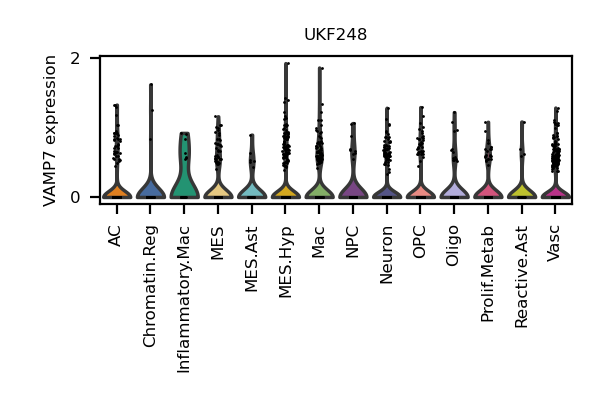 UKF248
VAMP7 expression
2
0
AC
Chromatin.Reg
Inflammatory.Mac
MES
MES.Ast
MES.Hyp
Mac
NPC
Neuron
OPC
Oligo
Prolif.Metab
Reactive.Ast
Vasc